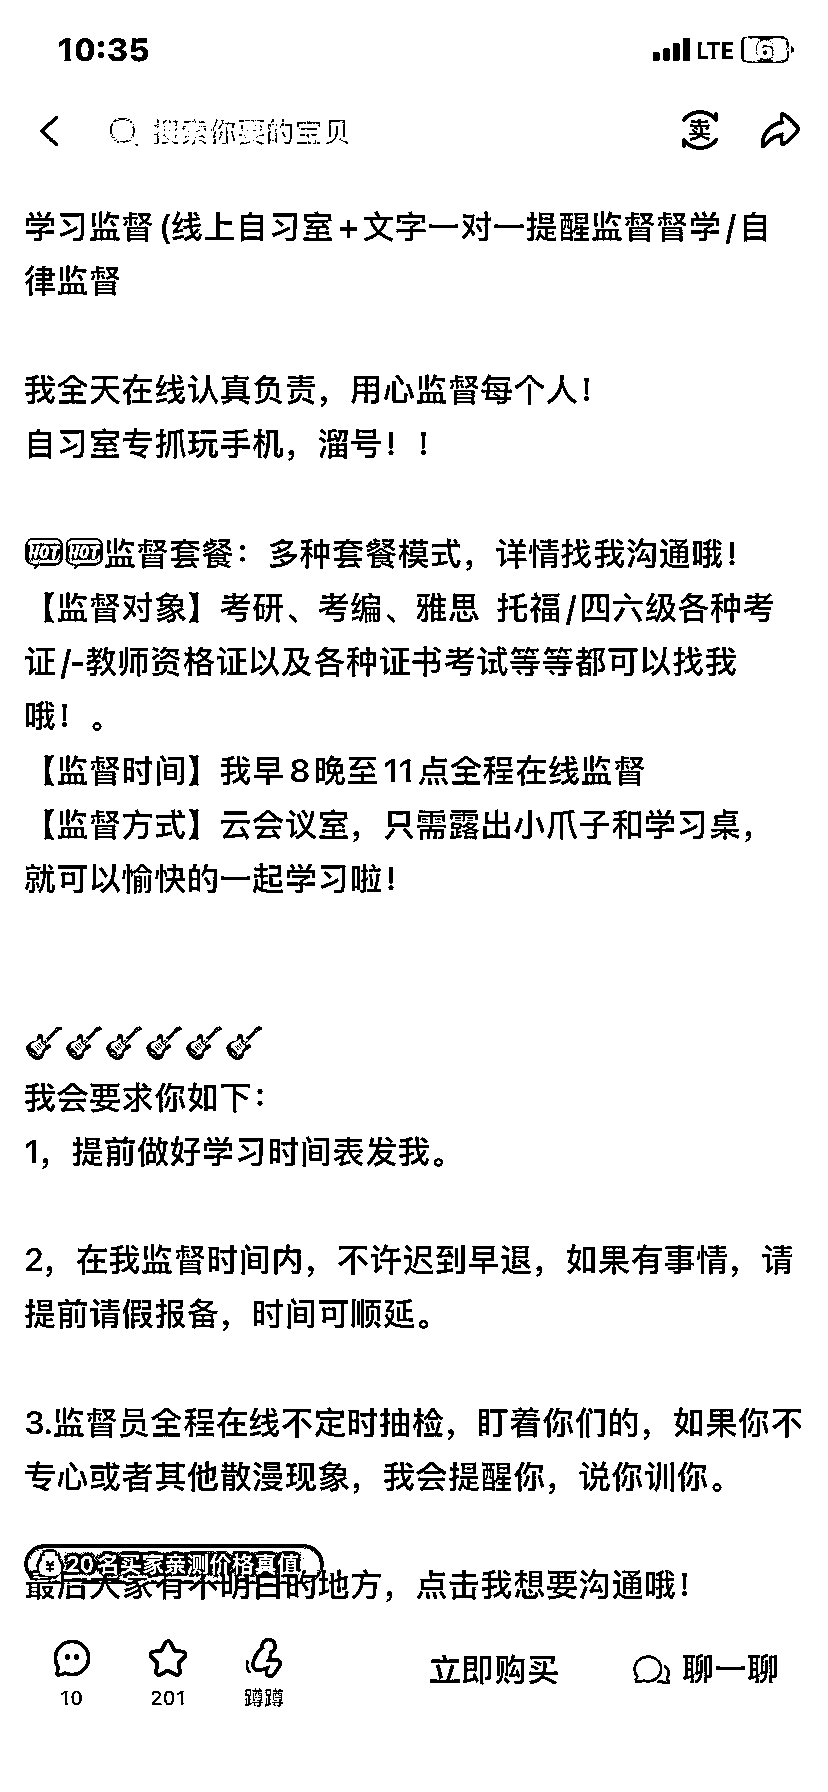 10:35 LTE 6
搜索你要的宝贝 卖
学习监督(线上自习室+文字一对一提醒监督督学/自
律监督
我全天在线认真负责，用心监督每个人！
自习室专抓玩手机，溜号！！
HOT HOT 监督套餐：多种套餐模式，详情找我沟通哦！
【监督对象】考研、考编、雅思 托福/四六级各种考
证/-教师资格证以及各种证书考试等等都可以找我
哦！。
【监督时间】我早8晚至11点全程在线监督
【监督方式】云会议室，只需露出小爪子和学习桌，
就可以愉快的一起学习啦！
我会要求你如下：
1，提前做好学习时间表发我。
2，在我监督时间内，不许迟到早退，如果有事情，请
提前请假报备，时间可顺延。
3.监督员全程在线不定时抽检，盯着你们的，如果你不
专心或者其他散漫现象，我会提醒你，说你训你。
¥ 20名买家亲测价格真值
最后大家有不明白的地方，点击我想要沟通哦！
10 201 蹲蹲 立即购买 聊一聊